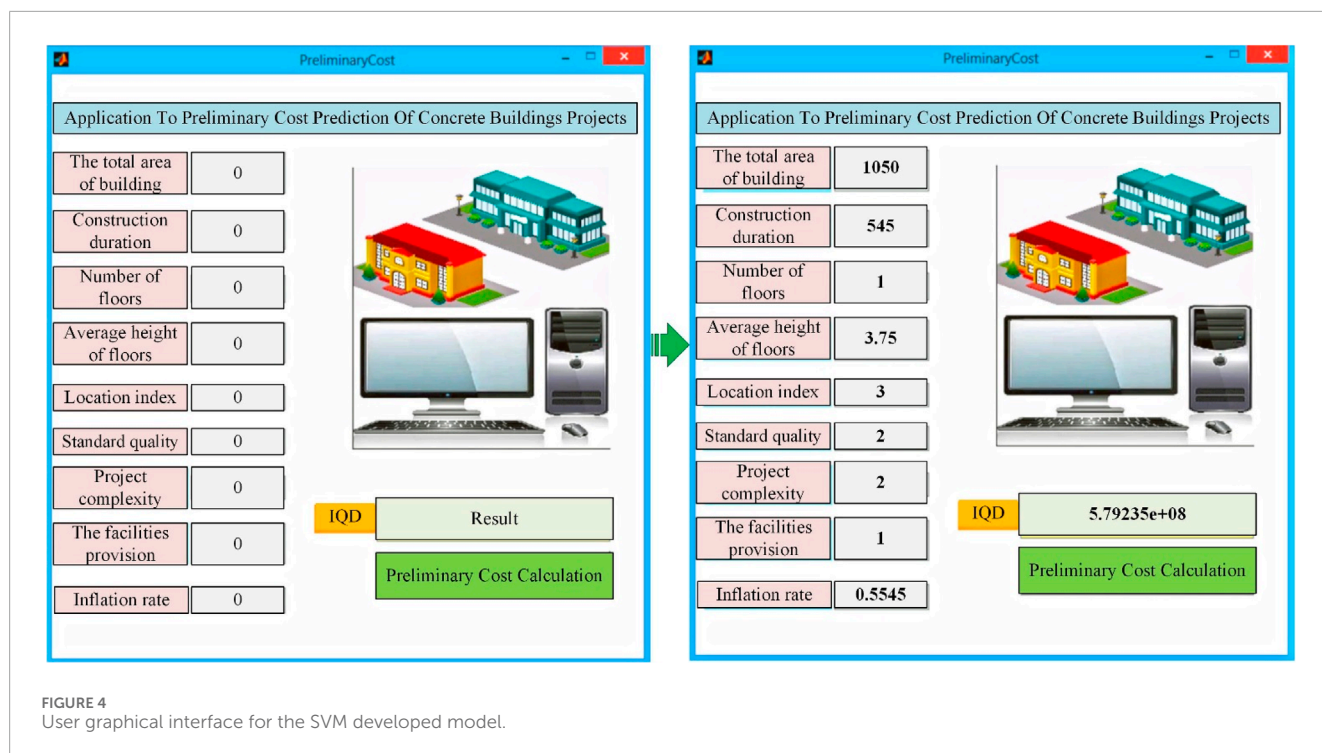 PreliminaryCost
Application To Preliminary Cost Prediction Of Concrete Buildings Projects
The total area
of building
0
Construction
duration
0
Number of
floors
0
Average height
of floors
0
Location index
0
Standard quality
0
Project
complexity
0
The facilities
provision
0
Inflation rate
0
IQD
Result
Preliminary Cost Calculation
PreliminaryCost
Application To Preliminary Cost Prediction Of Concrete Buildings Projects
The total area
of building
1050
Construction
duration
545
Number of
floors
1
Average height
of floors
3.75
Location index
3
Standard quality
2
Project
complexity
2
The facilities
provision
1
Inflation rate
0.5545
IQD
5.79235e+08
Preliminary Cost Calculation
FIGURE 4
User graphical interface for the SVM developed model.